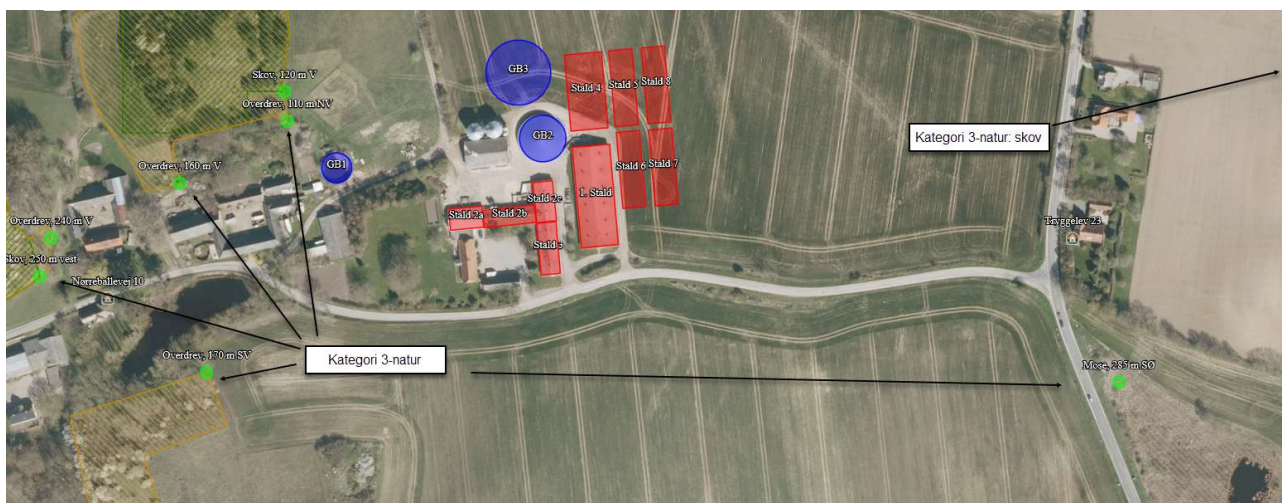 Skov, 120 m V
Overdrev, 110 m NV
GB3
Stald 4
Stald 5
Stald 8
Kategori 3-natur: skov
GB2
GB1
Overdrev, 160 m V
Stald 6
Stald 7
1. Stald
Stald 2a
Stald 2b
Stald 2c
Stald 3
Overdrev, 240 m V
Tryggelev 23
Skov, 250 m vest
Nørreballevej 10
Overdrev, 170 m SV
Kategori 3-natur
Mose, 285 m SØ